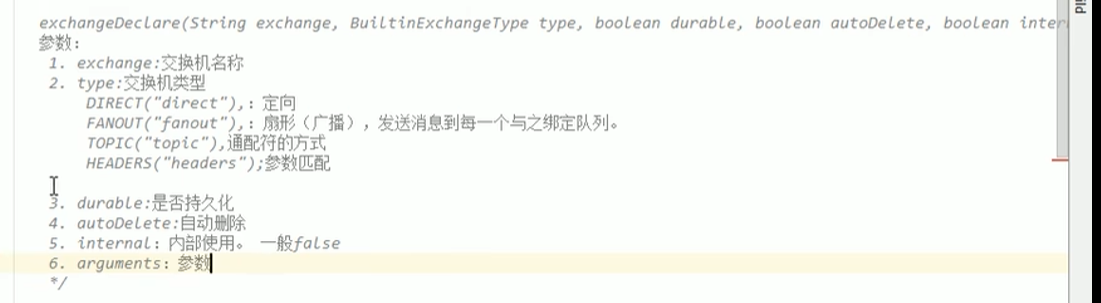 exchangeDeclare(String exchange, BuiltinExchangeType type, boolean durable, boolean autoDelete, boolean inter
参数:
1. exchange:交换机名称
2. type:交换机类型
DIRECT("direct"),: 定向
FANOUT("fanout"),: 扇形（广播），发送消息到每一个与之绑定队列。
TOPIC("topic"),通配符的方式
HEADERS("headers");参数匹配
3. durable:是否持久化
4. autoDelete:自动删除
5. internal: 内部使用。 一般false
6. arguments: 参数
*/